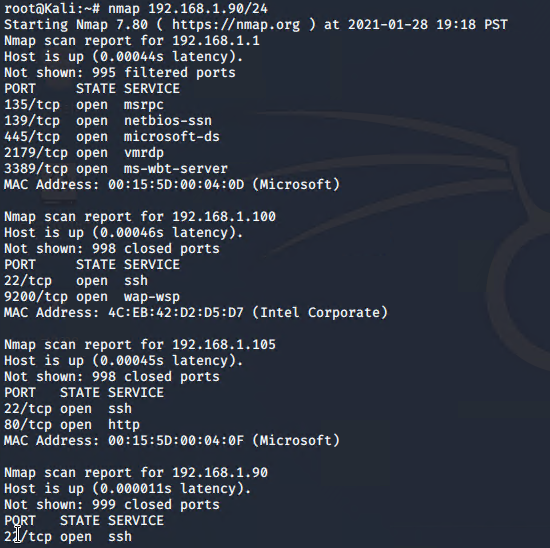 root@Kali:~# nmap 192.168.1.90/24
Starting Nmap 7.80 ( https://nmap.org ) at 2021-01-28 19:18 PST
Nmap scan report for 192.168.1.1
Host is up (0.00044s latency).
Not shown: 995 filtered ports
PORT     STATE SERVICE
135/tcp  open  msrpc
139/tcp  open  netbios-ssn
445/tcp  open  microsoft-ds
2179/tcp open  vmrdp
3389/tcp open  ms-wbt-server
MAC Address: 00:15:5D:00:04:0D (Microsoft)

Nmap scan report for 192.168.1.100
Host is up (0.00046s latency).
Not shown: 998 closed ports
PORT     STATE SERVICE
22/tcp   open  ssh
9200/tcp open  wap-wsp
MAC Address: 4C:EB:42:D2:D5:D7 (Intel Corporate)

Nmap scan report for 192.168.1.105
Host is up (0.00045s latency).
Not shown: 998 closed ports
PORT   STATE SERVICE
22/tcp open  ssh
80/tcp open  http
MAC Address: 00:15:5D:00:04:0F (Microsoft)

Nmap scan report for 192.168.1.90
Host is up (0.000011s latency).
Not shown: 999 closed ports
PORT   STATE SERVICE
22/tcp open  ssh